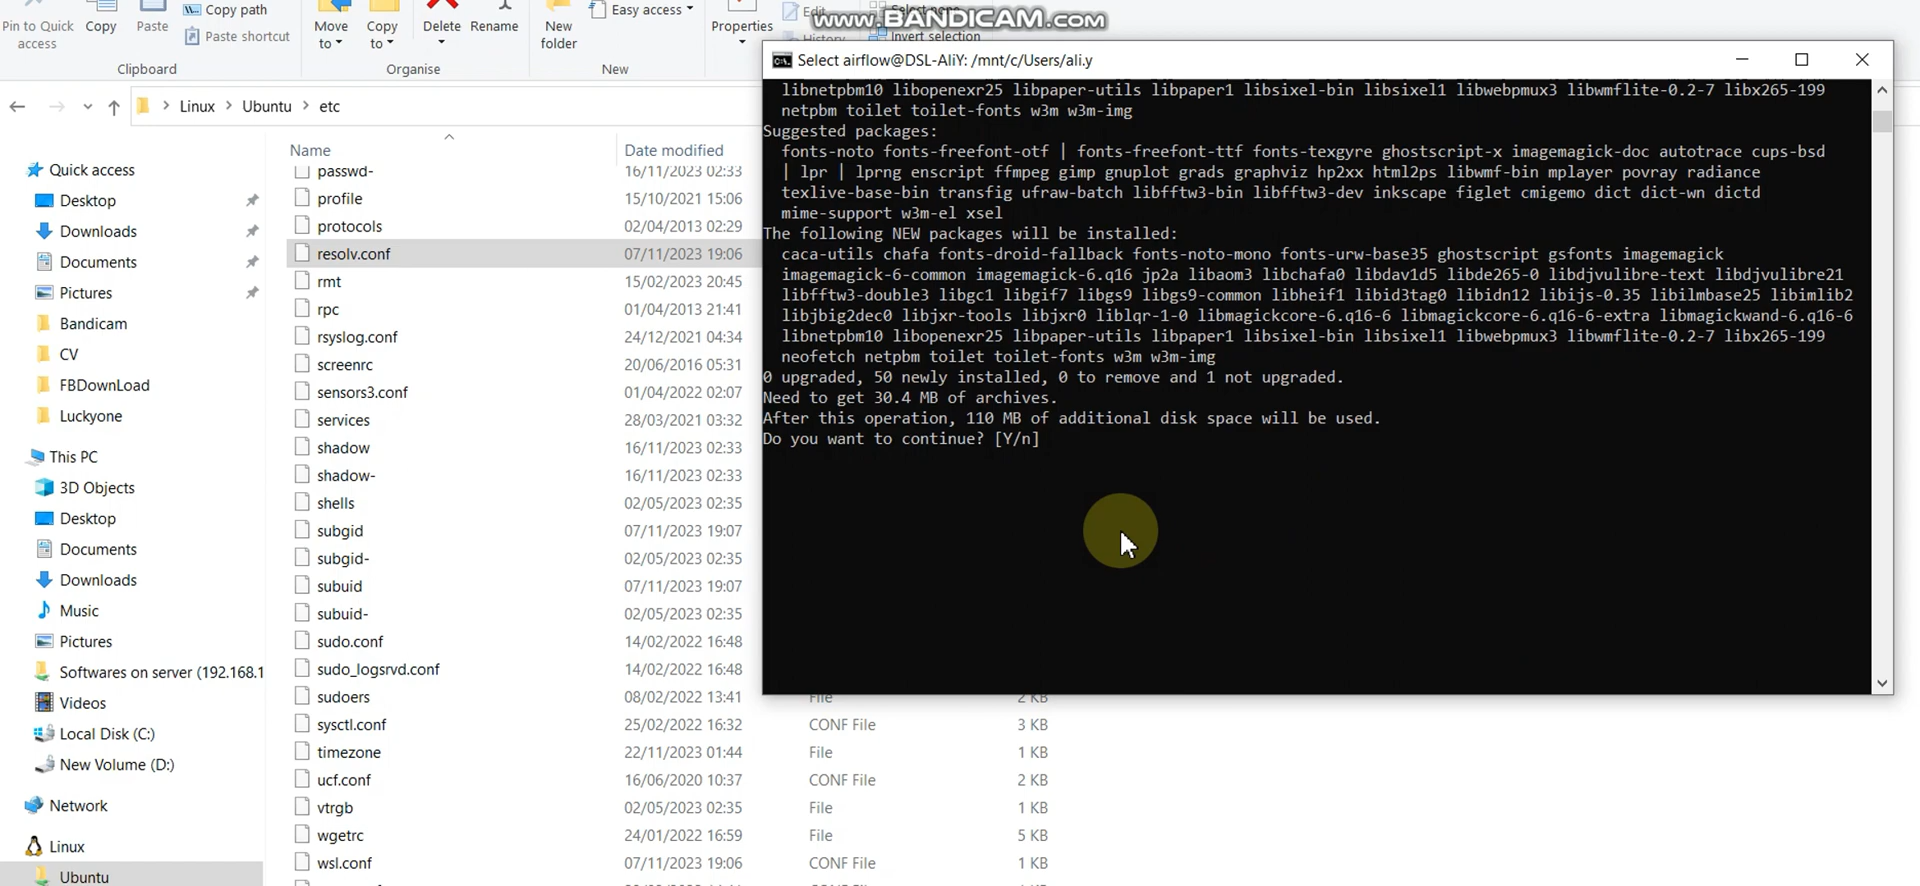 Pin to Quick access
Copy
Paste
Copy path
Paste shortcut
Clipboard
Move to
Copy to
Delete
Rename
Organise
New folder
Easy access
New
Properties
Edit
History
Select none
Invert selection
www.BANDICAM.com
Linux > Ubuntu > etc
Name
Date modified
Quick access
Desktop
Downloads
Documents
Pictures
Bandicam
CV
FBDownLoad
Luckyone
This PC
3D Objects
Desktop
Documents
Downloads
Music
Pictures
Softwares on server (192.168.1
Videos
Local Disk (C:)
New Volume (D:)
Network
Linux
Ubuntu
passwd- 16/11/2023 02:33
profile 15/10/2021 15:06
protocols 02/04/2013 02:29
resolv.conf 07/11/2023 19:06
rmt 15/02/2023 20:45
rpc 01/04/2013 21:41
rsyslog.conf 24/12/2021 04:34
screenrc 20/06/2016 05:31
sensors3.conf 01/04/2022 02:07
services 28/03/2021 03:32
shadow 16/11/2023 02:33
shadow- 16/11/2023 02:33
shells 02/05/2023 02:35
subgid 07/11/2023 19:07
subgid- 02/05/2023 02:35
subuid 07/11/2023 19:07
subuid- 02/05/2023 02:35
sudo.conf 14/02/2022 16:48
sudo_logsrvd.conf 14/02/2022 16:48
sudoers 08/02/2022 13:41 File 2 KB
sysctl.conf 25/02/2022 16:32 CONF File 3 KB
timezone 22/11/2023 01:44 File 1 KB
ucf.conf 16/06/2020 10:37 CONF File 2 KB
vtrgb 02/05/2023 02:35 File 1 KB
wgetrc 24/01/2022 16:59 File 5 KB
wsl.conf 07/11/2023 19:06 CONF File 1 KB
Select airflow@DSL-AliY: /mnt/c/Users/ali.y
libnetpbm10 libopenexr25 libpaper-utils libpaper1 libsixel-bin libsixel1 libwebpmux3 libwmflite-0.2-7 libx265-199
netpbm toilet toilet-fonts w3m w3m-img
Suggested packages:
fonts-noto fonts-freefont-otf | fonts-freefont-ttf fonts-texgyre ghostscript-x imagemagick-doc autotrace cups-bsd
| lpr | lprng enscript ffmpeg gimp gnuplot grads graphviz hp2xx html2ps libwmf-bin mplayer povray radiance
texlive-base-bin transfig ufraw-batch libfftw3-bin libfftw3-dev inkscape figlet cmigemo dict dict-wn dictd
mime-support w3m-el xsel
The following NEW packages will be installed:
caca-utils chafa fonts-droid-fallback fonts-noto-mono fonts-urw-base35 ghostscript gsfonts imagemagick
imagemagick-6-common imagemagick-6.q16 jp2a libaom3 libchafa0 libdav1d5 libde265-0 libdjvulibre-text libdjvulibre21
libfftw3-double3 libgc1 libgif7 libgs9 libgs9-common libheif1 libid3tag0 libidn12 libijs-0.35 libilmbase25 libimlib2
libjbig2dec0 libjxr-tools libjxr0 liblqr-1-0 libmagickcore-6.q16-6 libmagickcore-6.q16-6-extra libmagickwand-6.q16-6
libnetpbm10 libopenexr25 libpaper-utils libpaper1 libsixel-bin libsixel1 libwebpmux3 libwmflite-0.2-7 libx265-199
neofetch netpbm toilet toilet-fonts w3m w3m-img
0 upgraded, 50 newly installed, 0 to remove and 1 not upgraded.
Need to get 30.4 MB of archives.
After this operation, 110 MB of additional disk space will be used.
Do you want to continue? [Y/n]